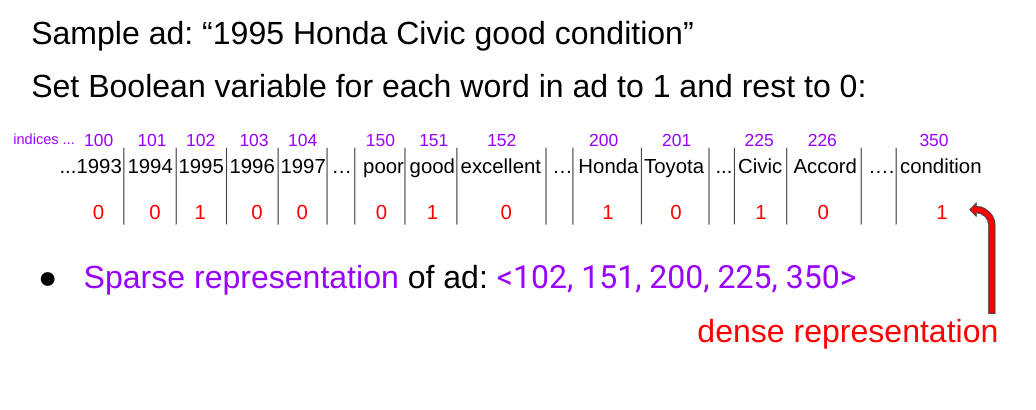 Sample ad: “1995 Honda Civic good condition”
Set Boolean variable for each word in ad to 1 and rest to 0:
indices ... 100 101 102 103 104 150 151 152 200 201 225 226 350
...1993 1994 1995 1996 1997 ... poor good excellent ... Honda Toyota ... Civic Accord .... condition
0 0 1 0 0 0 1 0 1 0 1 0 1
● Sparse representation of ad: <102, 151, 200, 225, 350>
dense representation